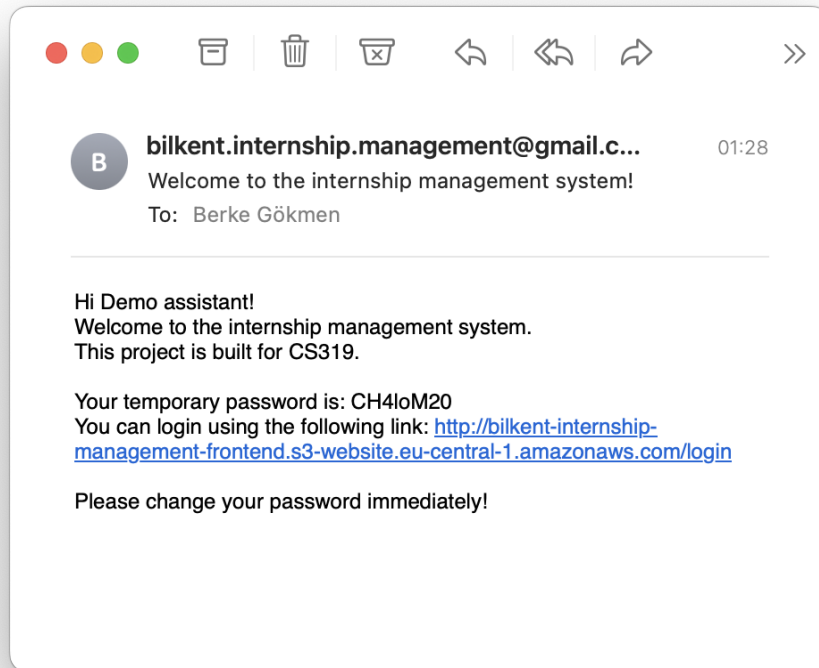 B
bilkent.internship.management@gmail.c...
01:28
Welcome to the internship management system!
To: Berke Gökmen
Hi Demo assistant!
Welcome to the internship management system.
This project is built for CS319.
Your temporary password is: CH4loM20
You can login using the following link: http://bilkent-internship-
management-frontend.s3-website.eu-central-1.amazonaws.com/login
Please change your password immediately!